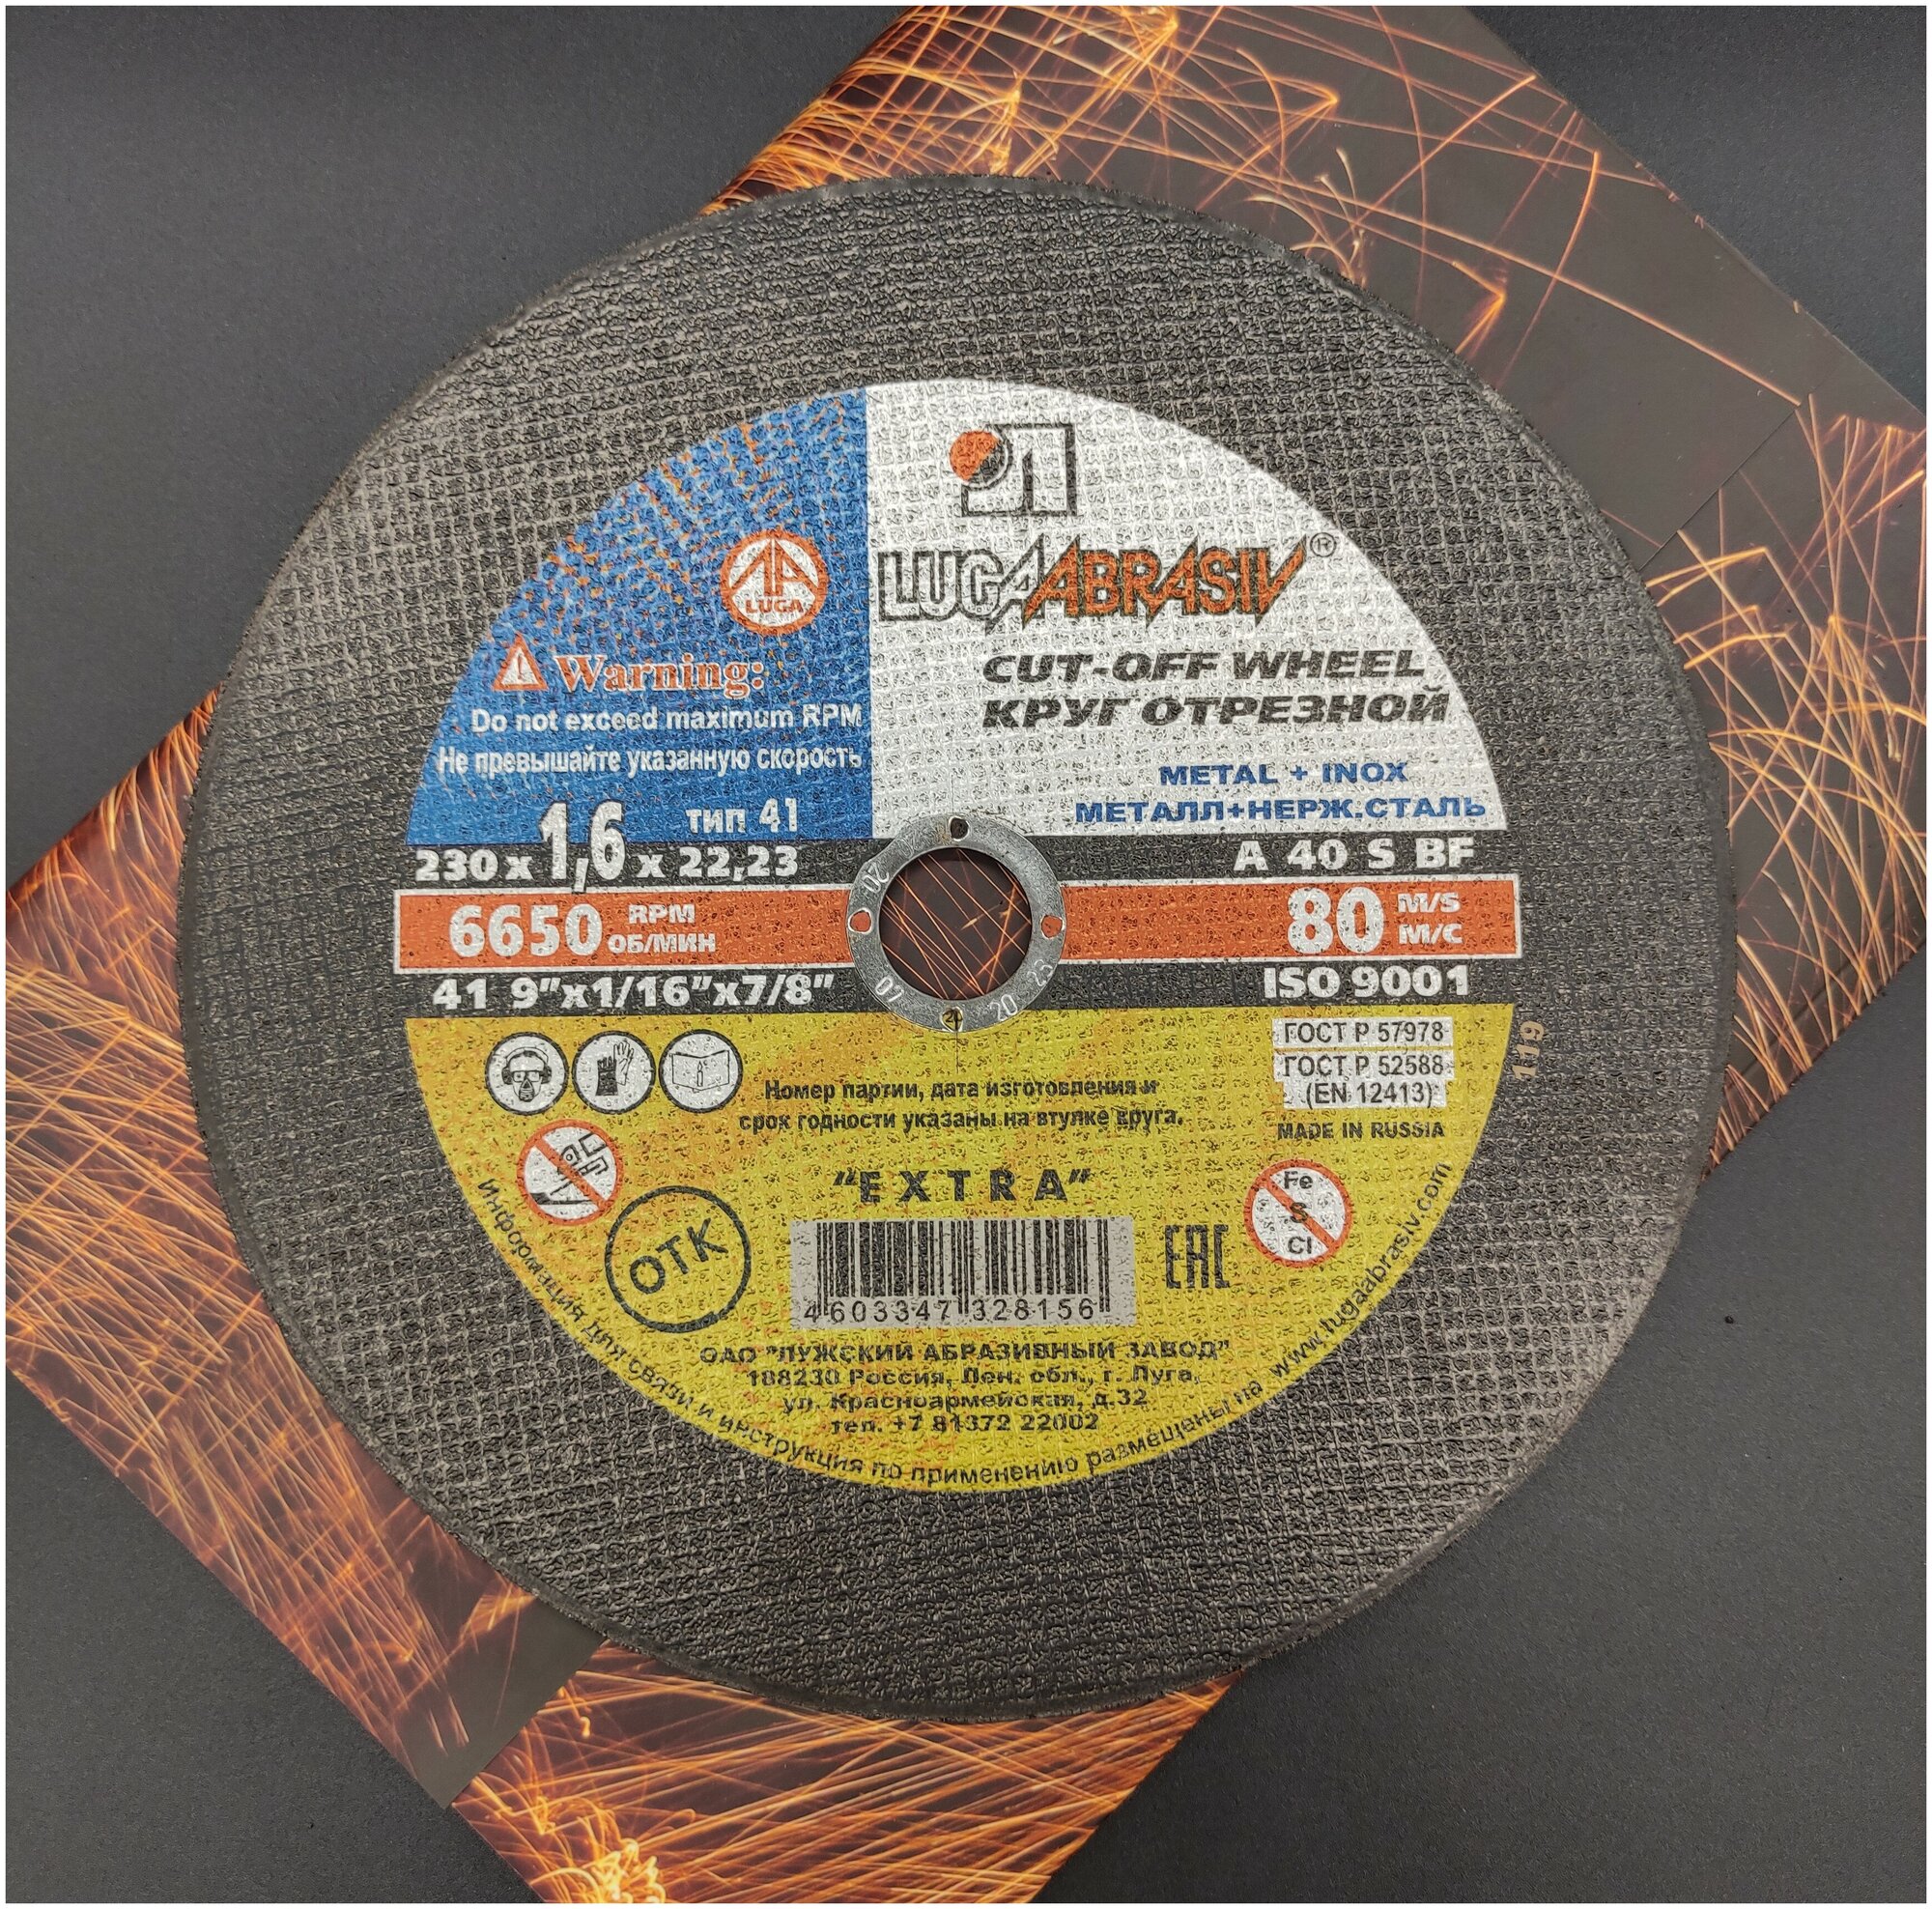 Л
LUGAABRASIV®
LUGA
Warning:
Do not exceed maximum RPM
Не превышайте указанную скорость
CUT-OFF WHEEL
КРУГ ОТРЕЗНОЙ
METAL + INOX
МЕТАЛЛ+НЕРЖ.СТАЛЬ
тип 41
230 x 1,6 x 22,23
A 40 S BF
6650 RPM
ОБ/МИН
80 M/S
М/С
41 9"x1/16"x7/8"
ISO 9001
07 2025
ГОСТ Р 57978
ГОСТ Р 52588
(EN 12413)
MADE IN RUSSIA
119
Номер партии, дата изготовления и
срок годности указаны на втулке круга.
"EXTRA"
ОТК
Fe
S
Cl
EAC
4 603347 328156
ОАО "ЛУЖСКИЙ АБРАЗИВНЫЙ ЗАВОД"
188230 Россия, Лен. обл., г. Луга,
ул. Красноармейская, д.32
тел. +7 81372 22002
Информация для связи и инструкция по применению размещены на www.lugaabrasiv.com